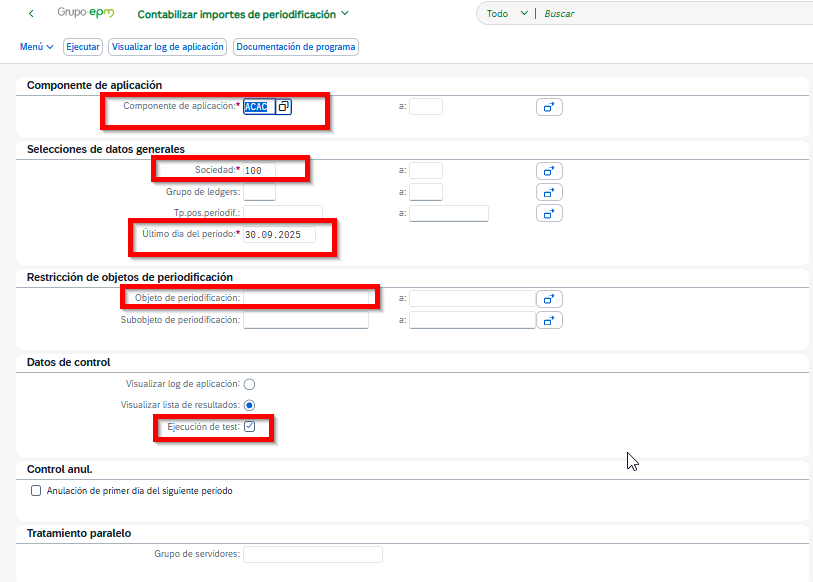 Grupo·epm Contabilizar importes de periodificación Todo Buscar
Menú Ejecutar Visualizar log de aplicación Documentación de programa
Componente de aplicación
Componente de aplicación:* ACAC a:
Selecciones de datos generales
Sociedad:* 100 a:
Grupo de ledgers: a:
Tp.pos.periodif.: a:
Último día del período:* 30.09.2025
Restricción de objetos de periodificación
Objeto de periodificación: a:
Subobjeto de periodificación: a:
Datos de control
Visualizar log de aplicación:
Visualizar lista de resultados:
Ejecución de test:
Control anul.
Anulación de primer día del siguiente período
Tratamiento paralelo
Grupo de servidores: